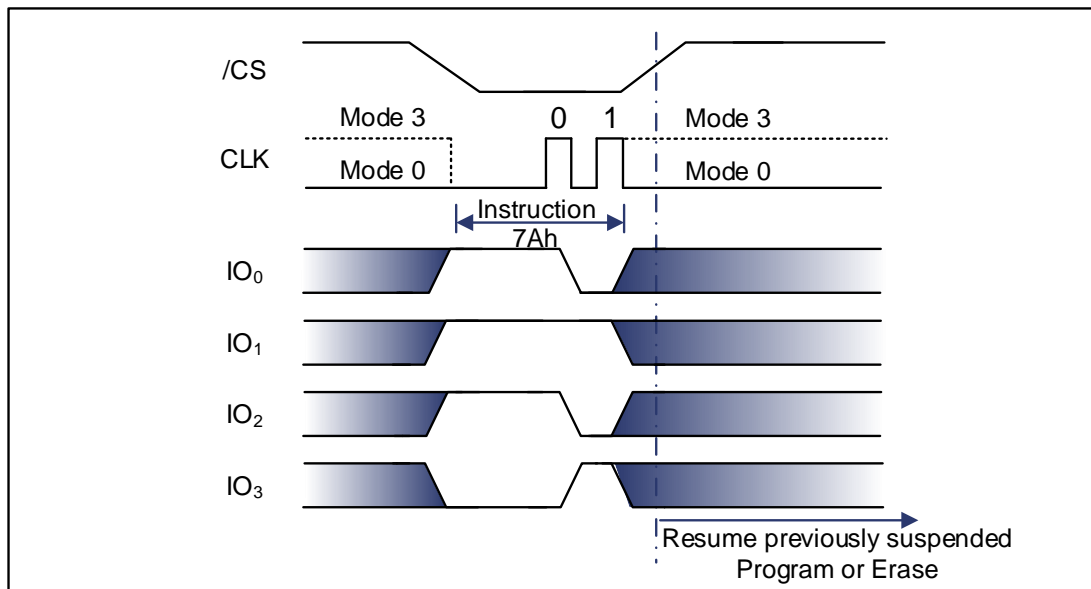 /CS
Mode 3
0
1
Mode 3
CLK
Mode 0
Mode 0
Instruction
7Ah
IO₀
IO₁
IO₂
IO₃
Resume previously suspended
Program or Erase